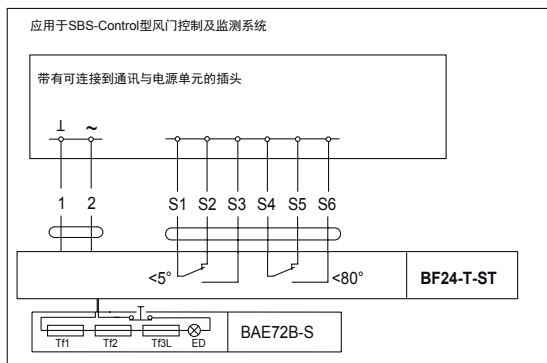 应用于SBS-Control型风门控制及监测系统
带有可连接到通讯与电源单元的插头
⊥ ~
1 2 S1 S2 S3 S4 S5 S6
<5° <80° BF24-T-ST
BAE72B-S
Tf1 Tf2 Tf3L ED